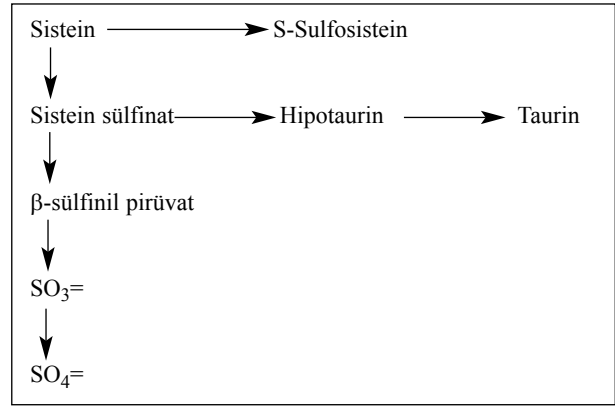 Sistein S-Sulfosistein
Sistein sülfinat Hipotaurin Taurin
β-sülfinil pirüvat
SO₃=
SO₄=